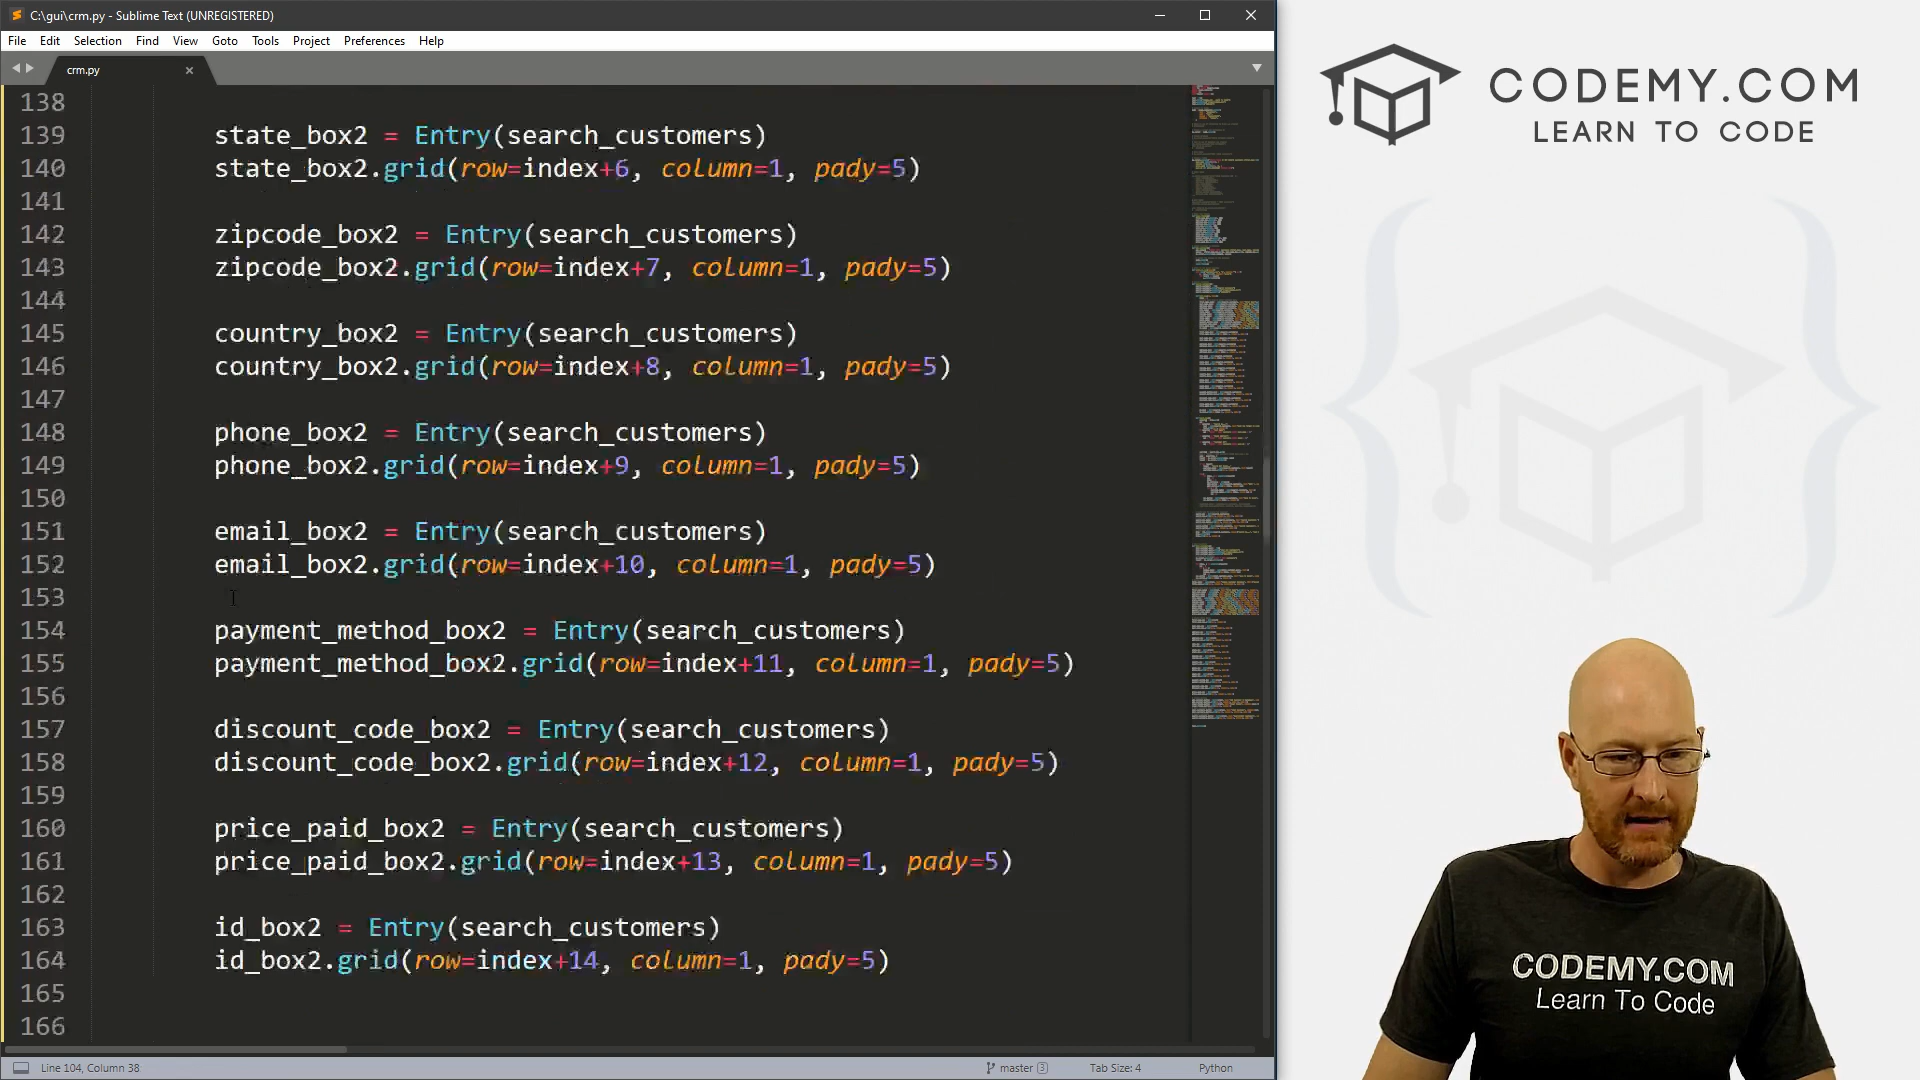 C:\gui\crm.py - Sublime Text (UNREGISTERED)
File Edit Selection Find View Goto Tools Project Preferences Help
crm.py
138
139 state_box2 = Entry(search_customers)
140 state_box2.grid(row=index+6, column=1, pady=5)
141
142 zipcode_box2 = Entry(search_customers)
143 zipcode_box2.grid(row=index+7, column=1, pady=5)
144
145 country_box2 = Entry(search_customers)
146 country_box2.grid(row=index+8, column=1, pady=5)
147
148 phone_box2 = Entry(search_customers)
149 phone_box2.grid(row=index+9, column=1, pady=5)
150
151 email_box2 = Entry(search_customers)
152 email_box2.grid(row=index+10, column=1, pady=5)
153
154 payment_method_box2 = Entry(search_customers)
155 payment_method_box2.grid(row=index+11, column=1, pady=5)
156
157 discount_code_box2 = Entry(search_customers)
158 discount_code_box2.grid(row=index+12, column=1, pady=5)
159
160 price_paid_box2 = Entry(search_customers)
161 price_paid_box2.grid(row=index+13, column=1, pady=5)
162
163 id_box2 = Entry(search_customers)
164 id_box2.grid(row=index+14, column=1, pady=5)
165
166
Line 104, Column 38
master 3
Tab Size: 4
Python
CODEMY.COM
LEARN TO CODE
CODEMY.COM
Learn To Code